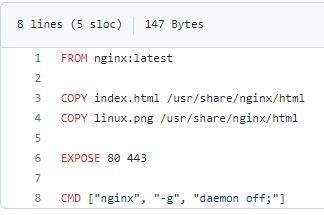 8 lines (5 sloc) 147 Bytes
1 FROM nginx:latest
2
3 COPY index.html /usr/share/nginx/html
4 COPY linux.png /usr/share/nginx/html
5
6 EXPOSE 80 443
7
8 CMD ["nginx", "-g", "daemon off;"]